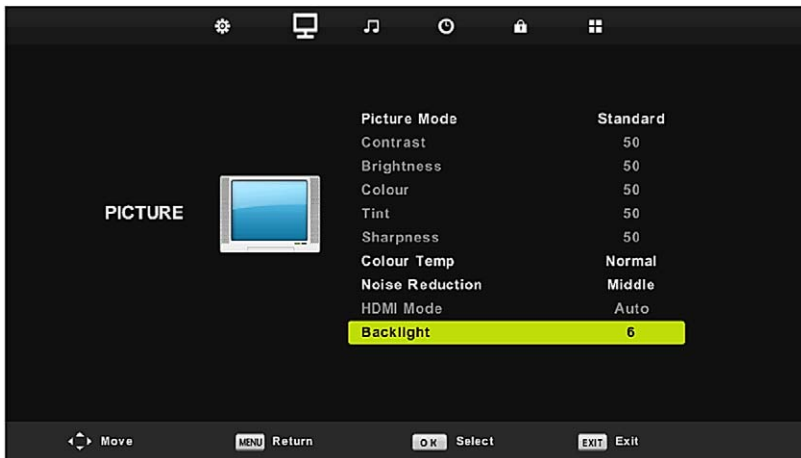 PICTURE
Picture Mode Standard
Contrast 50
Brightness 50
Colour 50
Tint 50
Sharpness 50
Colour Temp Normal
Noise Reduction Middle
HDMI Mode Auto
Backlight 6
Move MENU Return OK Select EXIT Exit